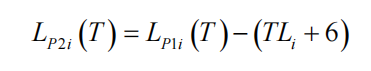 L_{P2i}(T) = L_{P1i}(T) − (TL_i + 6)